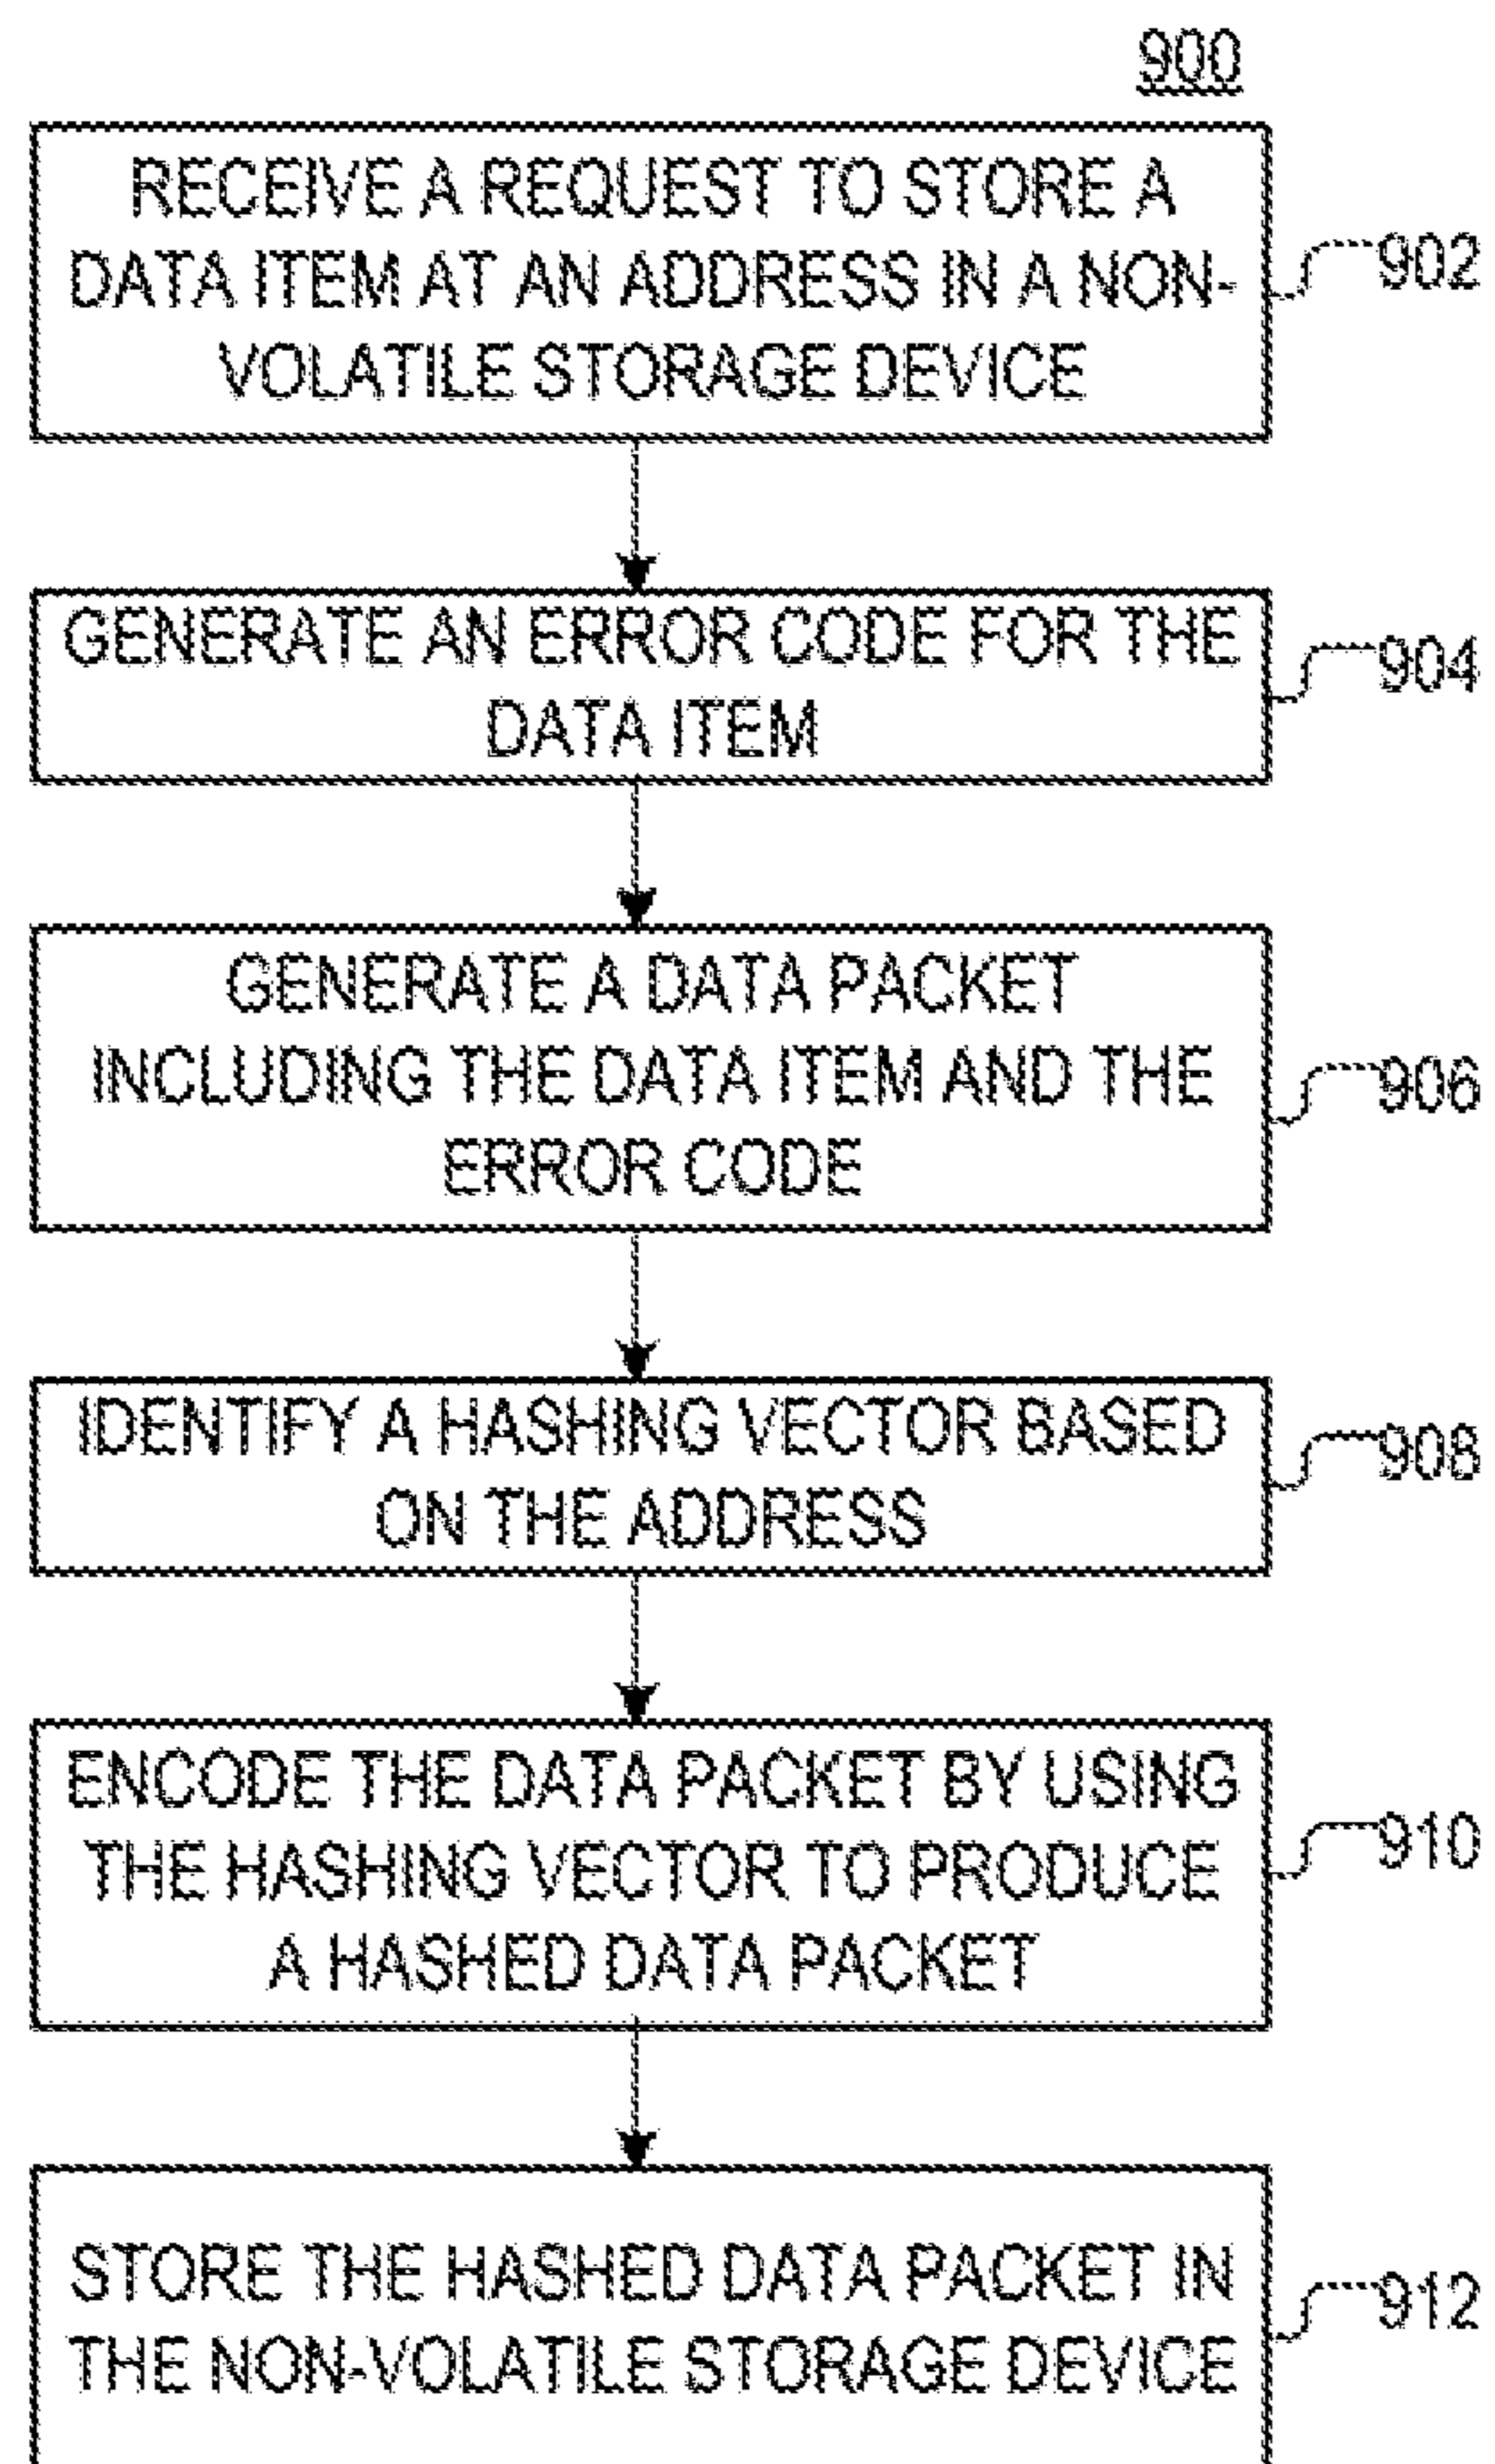 900
RECEIVE A REQUEST TO STORE A
DATA ITEM AT AN ADDRESS IN A NON-
VOLATILE STORAGE DEVICE
902
GENERATE AN ERROR CODE FOR THE
DATA ITEM
904
GENERATE A DATA PACKET
INCLUDING THE DATA ITEM AND THE
ERROR CODE
906
IDENTIFY A HASHING VECTOR BASED
ON THE ADDRESS
908
ENCODE THE DATA PACKET BY USING
THE HASHING VECTOR TO PRODUCE
A HASHED DATA PACKET
910
STORE THE HASHED DATA PACKET IN
THE NON-VOLATILE STORAGE DEVICE
912